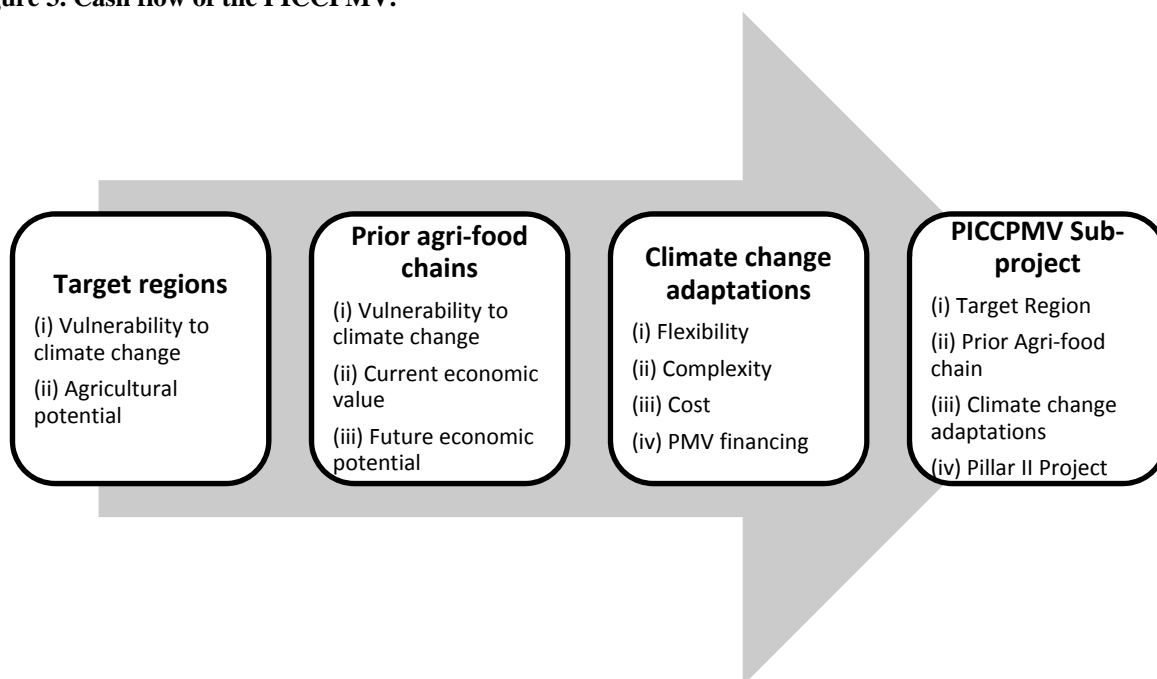 Cash flow of the PICCPMV.
Target regions
(i) Vulnerability to
climate change
(ii) Agricultural
potential
Prior agri-food
chains
(i) Vulnerability to
climate change
(ii) Current economic
value
(iii) Future economic
potential
Climate change
adaptations
(i) Flexibility
(ii) Complexity
(iii) Cost
(iv) PMV financing
PICCPMV Sub-
project
(i) Target Region
(ii) Prior Agri-food
chain
(iii) Climate change
adaptations
(iv) Pillar II Project